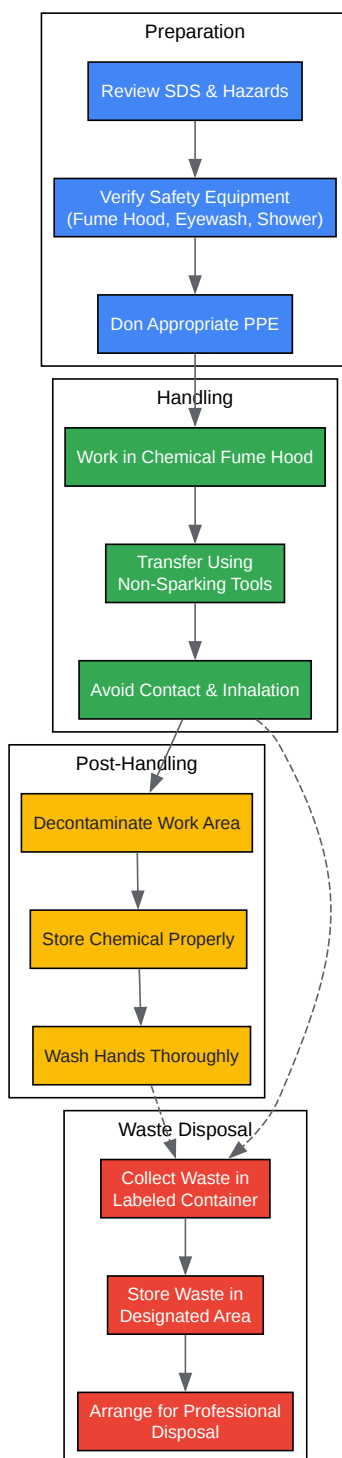 Preparation
Review SDS & Hazards
Verify Safety Equipment
(Fume Hood, Eyewash, Shower)
Don Appropriate PPE
Handling
Work in Chemical Fume Hood
Transfer Using
Non-Sparking Tools
Avoid Contact & Inhalation
Post-Handling
Decontaminate Work Area
Store Chemical Properly
Wash Hands Thoroughly
Waste Disposal
Collect Waste in
Labeled Container
Store Waste in
Designated Area
Arrange for Professional
Disposal